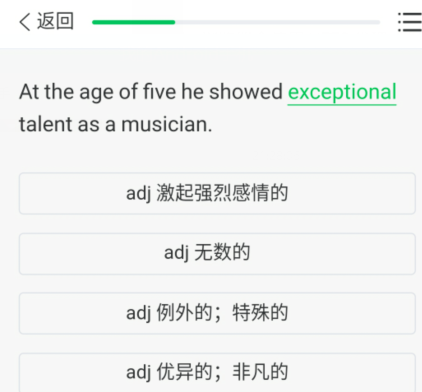 返回
At the age of five he showed exceptional
talent as a musician.
adj 激起强烈感情的
adj 无数的
adj 例外的；特殊的
adj 优异的；非凡的